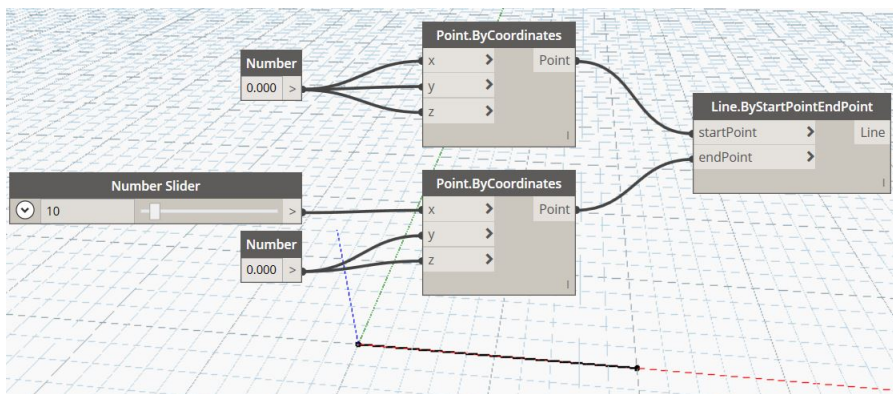 Point.ByCoordinates
Number
x > Point
0.000 >
y >
z >
l
Line.ByStartPointEndPoint
startPoint > Line
endPoint >
l
Number Slider
10 >
Point.ByCoordinates
x > Point
Number
y >
0.000 >
z >
l